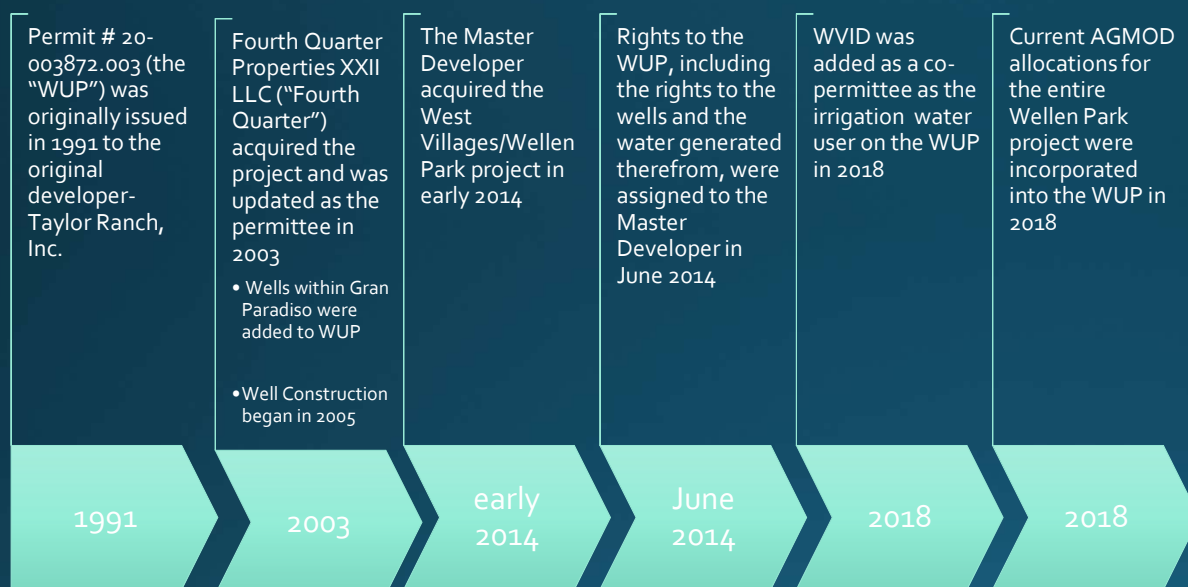 Permit # 20-
003872.003 (the
“WUP”) was
originally issued
in 1991 to the
original
developer-
Taylor Ranch,
Inc.
Fourth Quarter
Properties XXII
LLC (“Fourth
Quarter”)
acquired the
project and was
updated as the
permittee in
2003
• Wells within Gran
Paradiso were
added to WUP
•Well Construction
began in 2005
The Master
Developer
acquired the
West
Villages/Wellen
Park project in
early 2014
Rights to the
WUP, including
the rights to the
wells and the
water generated
therefrom, were
assigned to the
Master
Developer in
June 2014
WVID was
added as a co-
permittee as the
irrigation water
user on the WUP
in 2018
Current AGMOD
allocations for
the entire
Wellen Park
project were
incorporated
into the WUP in
2018
1991
2003
early
2014
June
2014
2018
2018